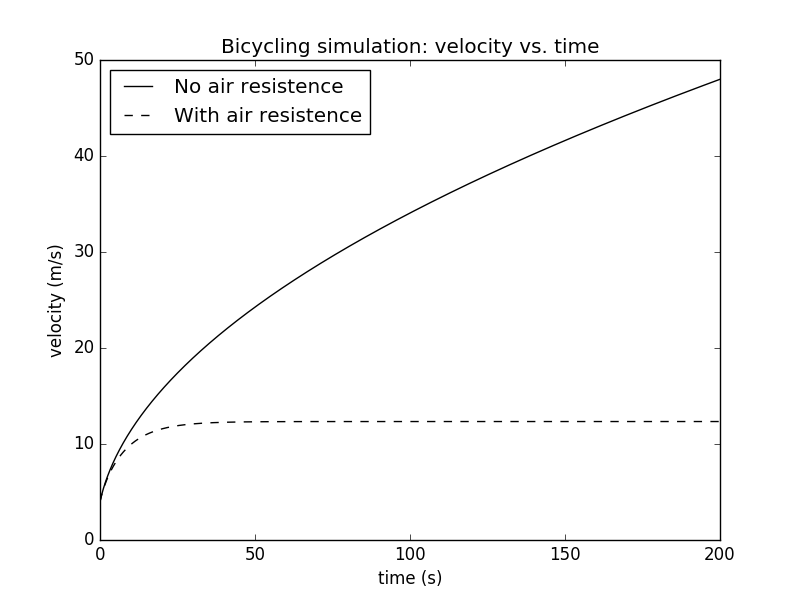 Bicycling simulation: velocity vs. time
No air resistence
With air resistence
velocity (m/s)
50
40
30
20
10
0
0 50 100 150 200
time (s)